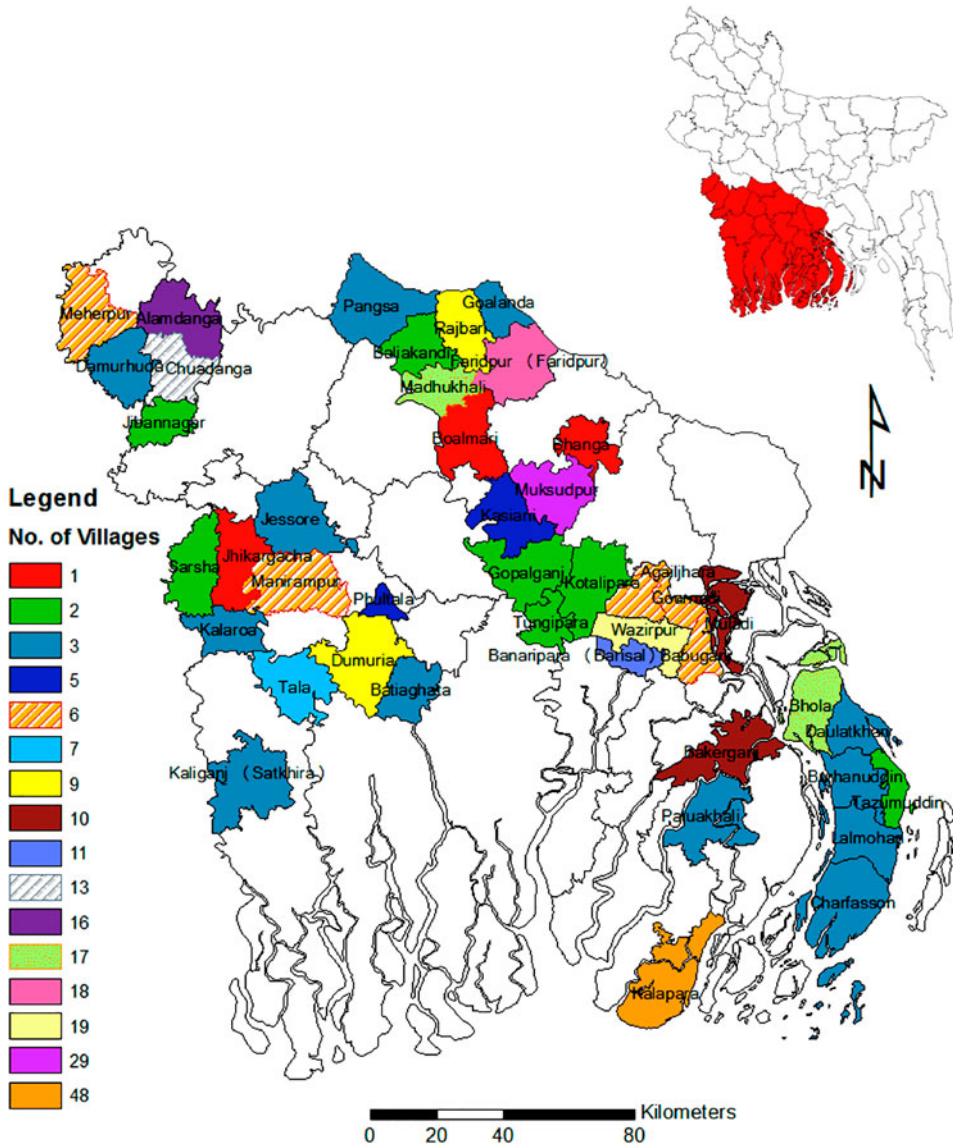 Meherpur
Alamdanga
Damurhuda
Chuadanga
Jibannagar
Pangsa
Goalanda
Rajbari
Baliakandi
Faridpur (Faridpur)
Madhukhali
Boalmari
Bhanga
Muksudpur
Kasiani
Legend
No. of Villages
1
2
3
5
6
7
9
10
11
13
16
17
18
19
29
48
Jessore
Sarsha
Jhikargacha
Manirampur
Phultala
Kalaroa
Dumuria
Tala
Batiaghata
Kaliganj (Satkhira)
Gopalganj
Kotalipara
Tungipara
Agailjhara
Gournadi
Muladi
Wazirpur
Banaripara (Barisal)
Babuganj
Bhola
Daulatkhan
Bakerganj
Burhanuddin
Tazumuddin
Patuakhali
Lalmohan
Charfasson
Kalapara
N
Kilometers
0 20 40 80